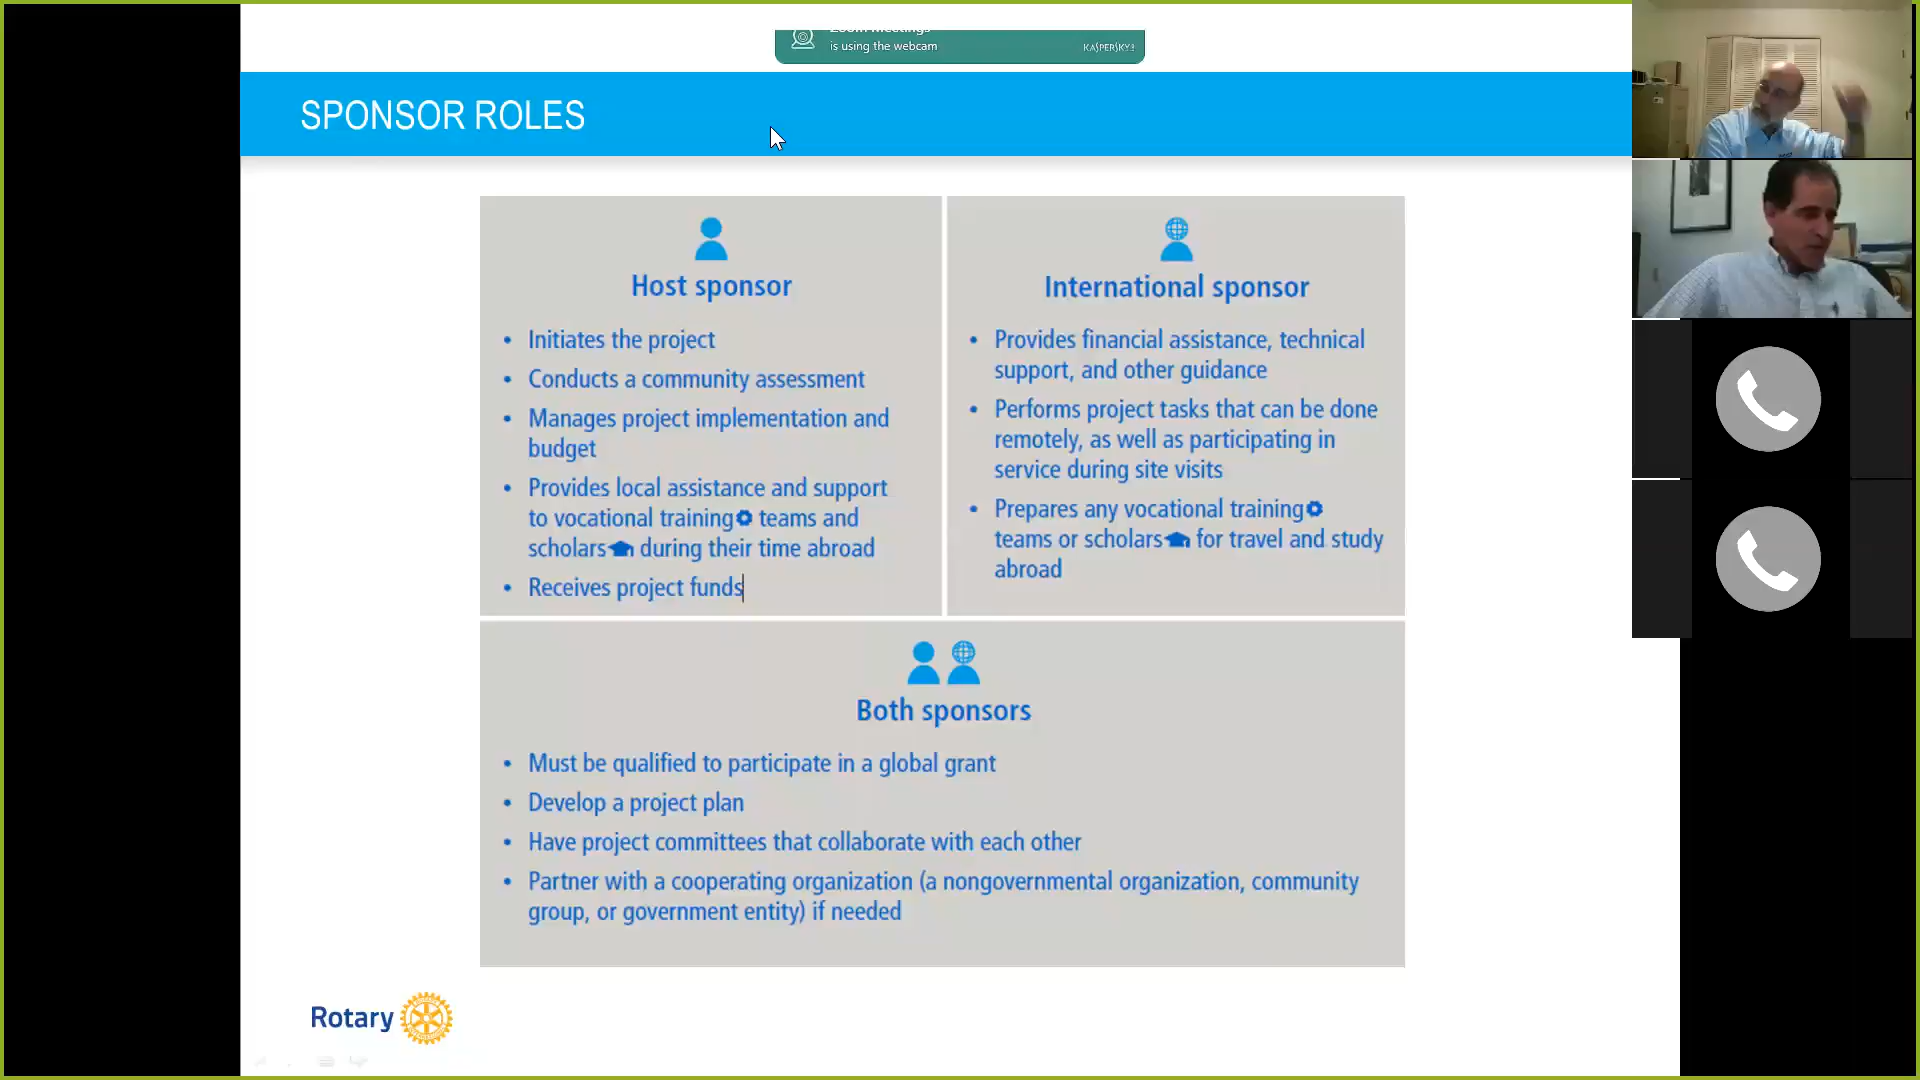 Zoom Meetings
is using the webcam
KASPERSKY
SPONSOR ROLES
Host sponsor
• Initiates the project
• Conducts a community assessment
• Manages project implementation and
budget
• Provides local assistance and support
to vocational training teams and
scholars during their time abroad
• Receives project funds
International sponsor
• Provides financial assistance, technical
support, and other guidance
• Performs project tasks that can be done
remotely, as well as participating in
service during site visits
• Prepares any vocational training
teams or scholars for travel and study
abroad
Both sponsors
• Must be qualified to participate in a global grant
• Develop a project plan
• Have project committees that collaborate with each other
• Partner with a cooperating organization (a nongovernmental organization, community
group, or government entity) if needed
Rotary